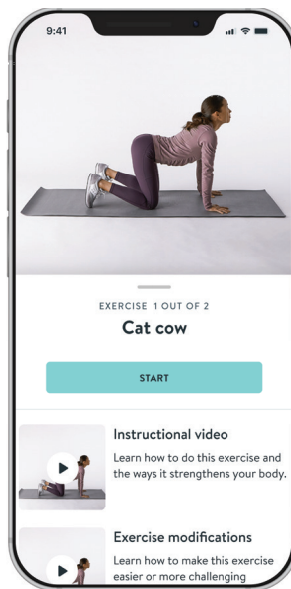 9:41
EXERCISE 1 OUT OF 2
Cat cow
START
Instructional video
Learn how to do this exercise and
the ways it strengthens your body.
Exercise modifications
Learn how to make this exercise
easier or more challenging